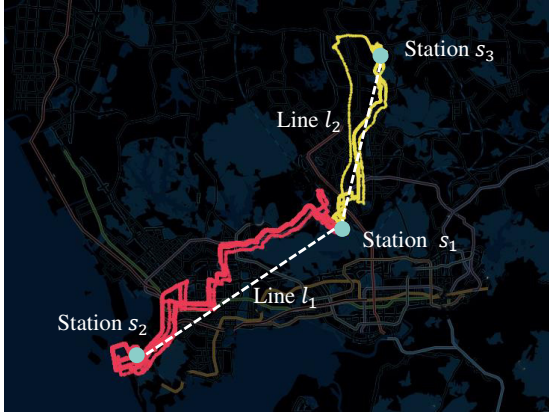 Station s₃
Line l₂
Station s₁
Line l₁
Station s₂